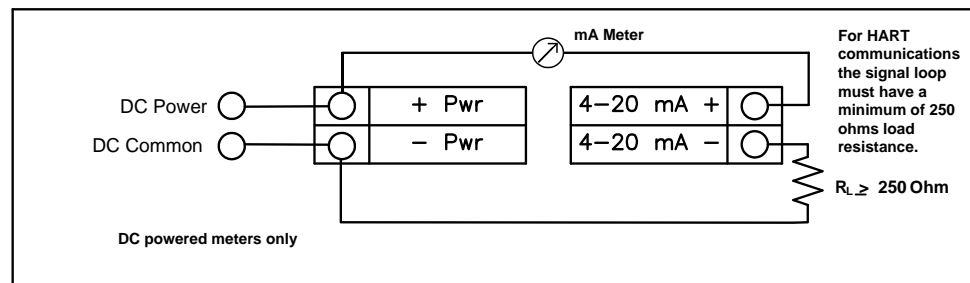 mA Meter
For HART
communications
the signal loop
must have a
minimum of 250
ohms load
resistance.
DC Power
+ Pwr
4-20 mA +
DC Common
- Pwr
4-20 mA -
RL ≥ 250 Ohm
DC powered meters only